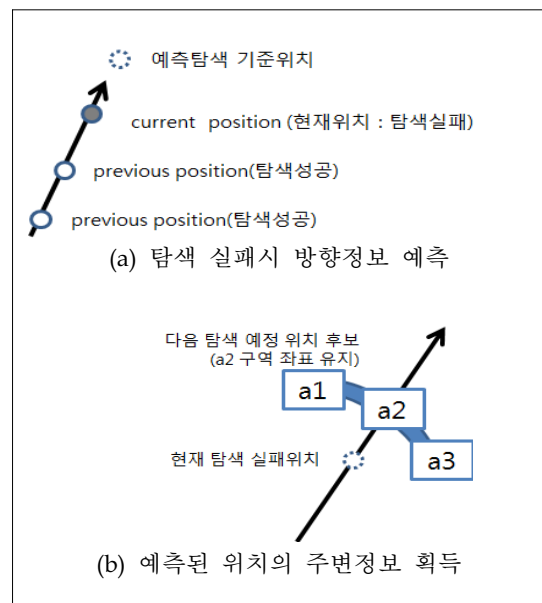 예측탐색 기준위치
current position (현재위치 : 탐색실패)
previous position(탐색성공)
previous position(탐색성공)
(a) 탐색 실패시 방향정보 예측
다음 탐색 예정 위치 후보
(a2 구역 좌표 유지)
a1
a2
a3
현재 탐색 실패위치
(b) 예측된 위치의 주변정보 획득